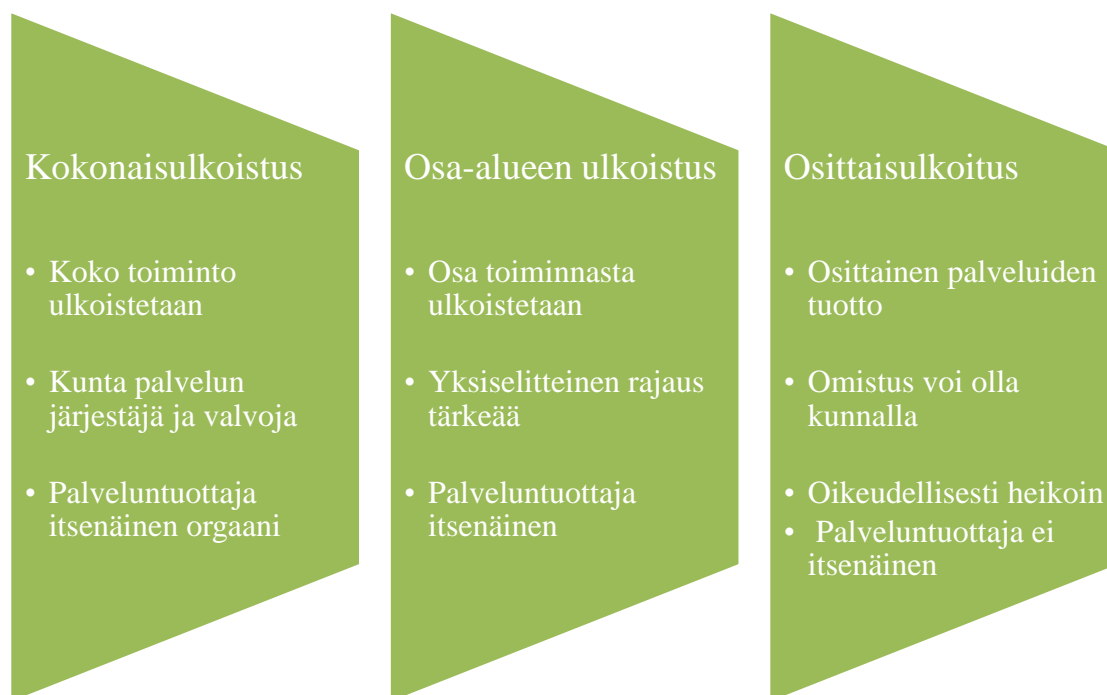 Kokonaisulkoistus
• Koko toiminto
ulkoistetaan
• Kunta palvelun
järjestäjä ja valvoja
• Palveluntuottaja
itsenäinen orgaani
Osa-alueen ulkoistus
• Osa toiminnasta
ulkoistetaan
• Yksiselitteinen rajaus
tärkeää
• Palveluntuottaja
itsenäinen
Osittaisulkoitus
• Osittainen palveluiden
tuotto
• Omistus voi olla
kunnalla
• Oikeudellisesti heikoin
• Palveluntuottaja ei
itsenäinen